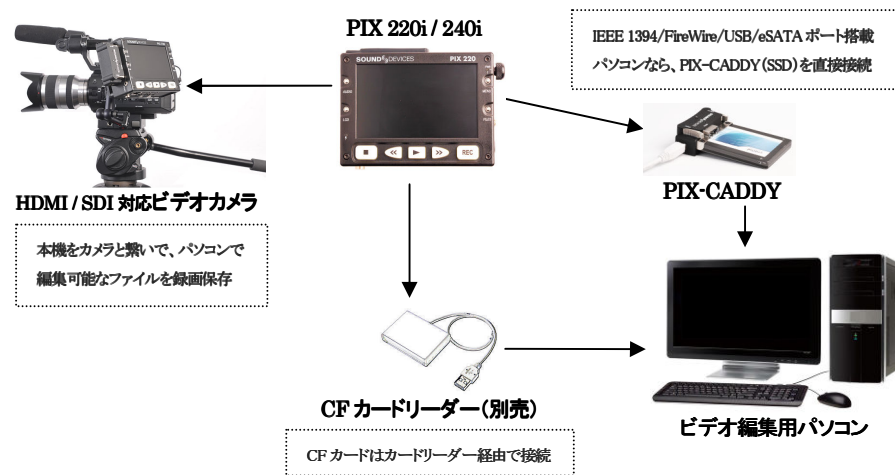 PIX 220i / 240i
IEEE 1394/FireWire/USB/eSATA ポート搭載
パソコンなら、PIX-CADDY(SSD)を直接接続
SOUND DEVICES PIX 220
REC
HDMI / SDI 対応ビデオカメラ
本機をカメラと繋いで、パソコンで
編集可能なファイルを録画保存
PIX-CADDY
CF カードリーダー(別売)
CF カードはカードリーダー経由で接続
ビデオ編集用パソコン